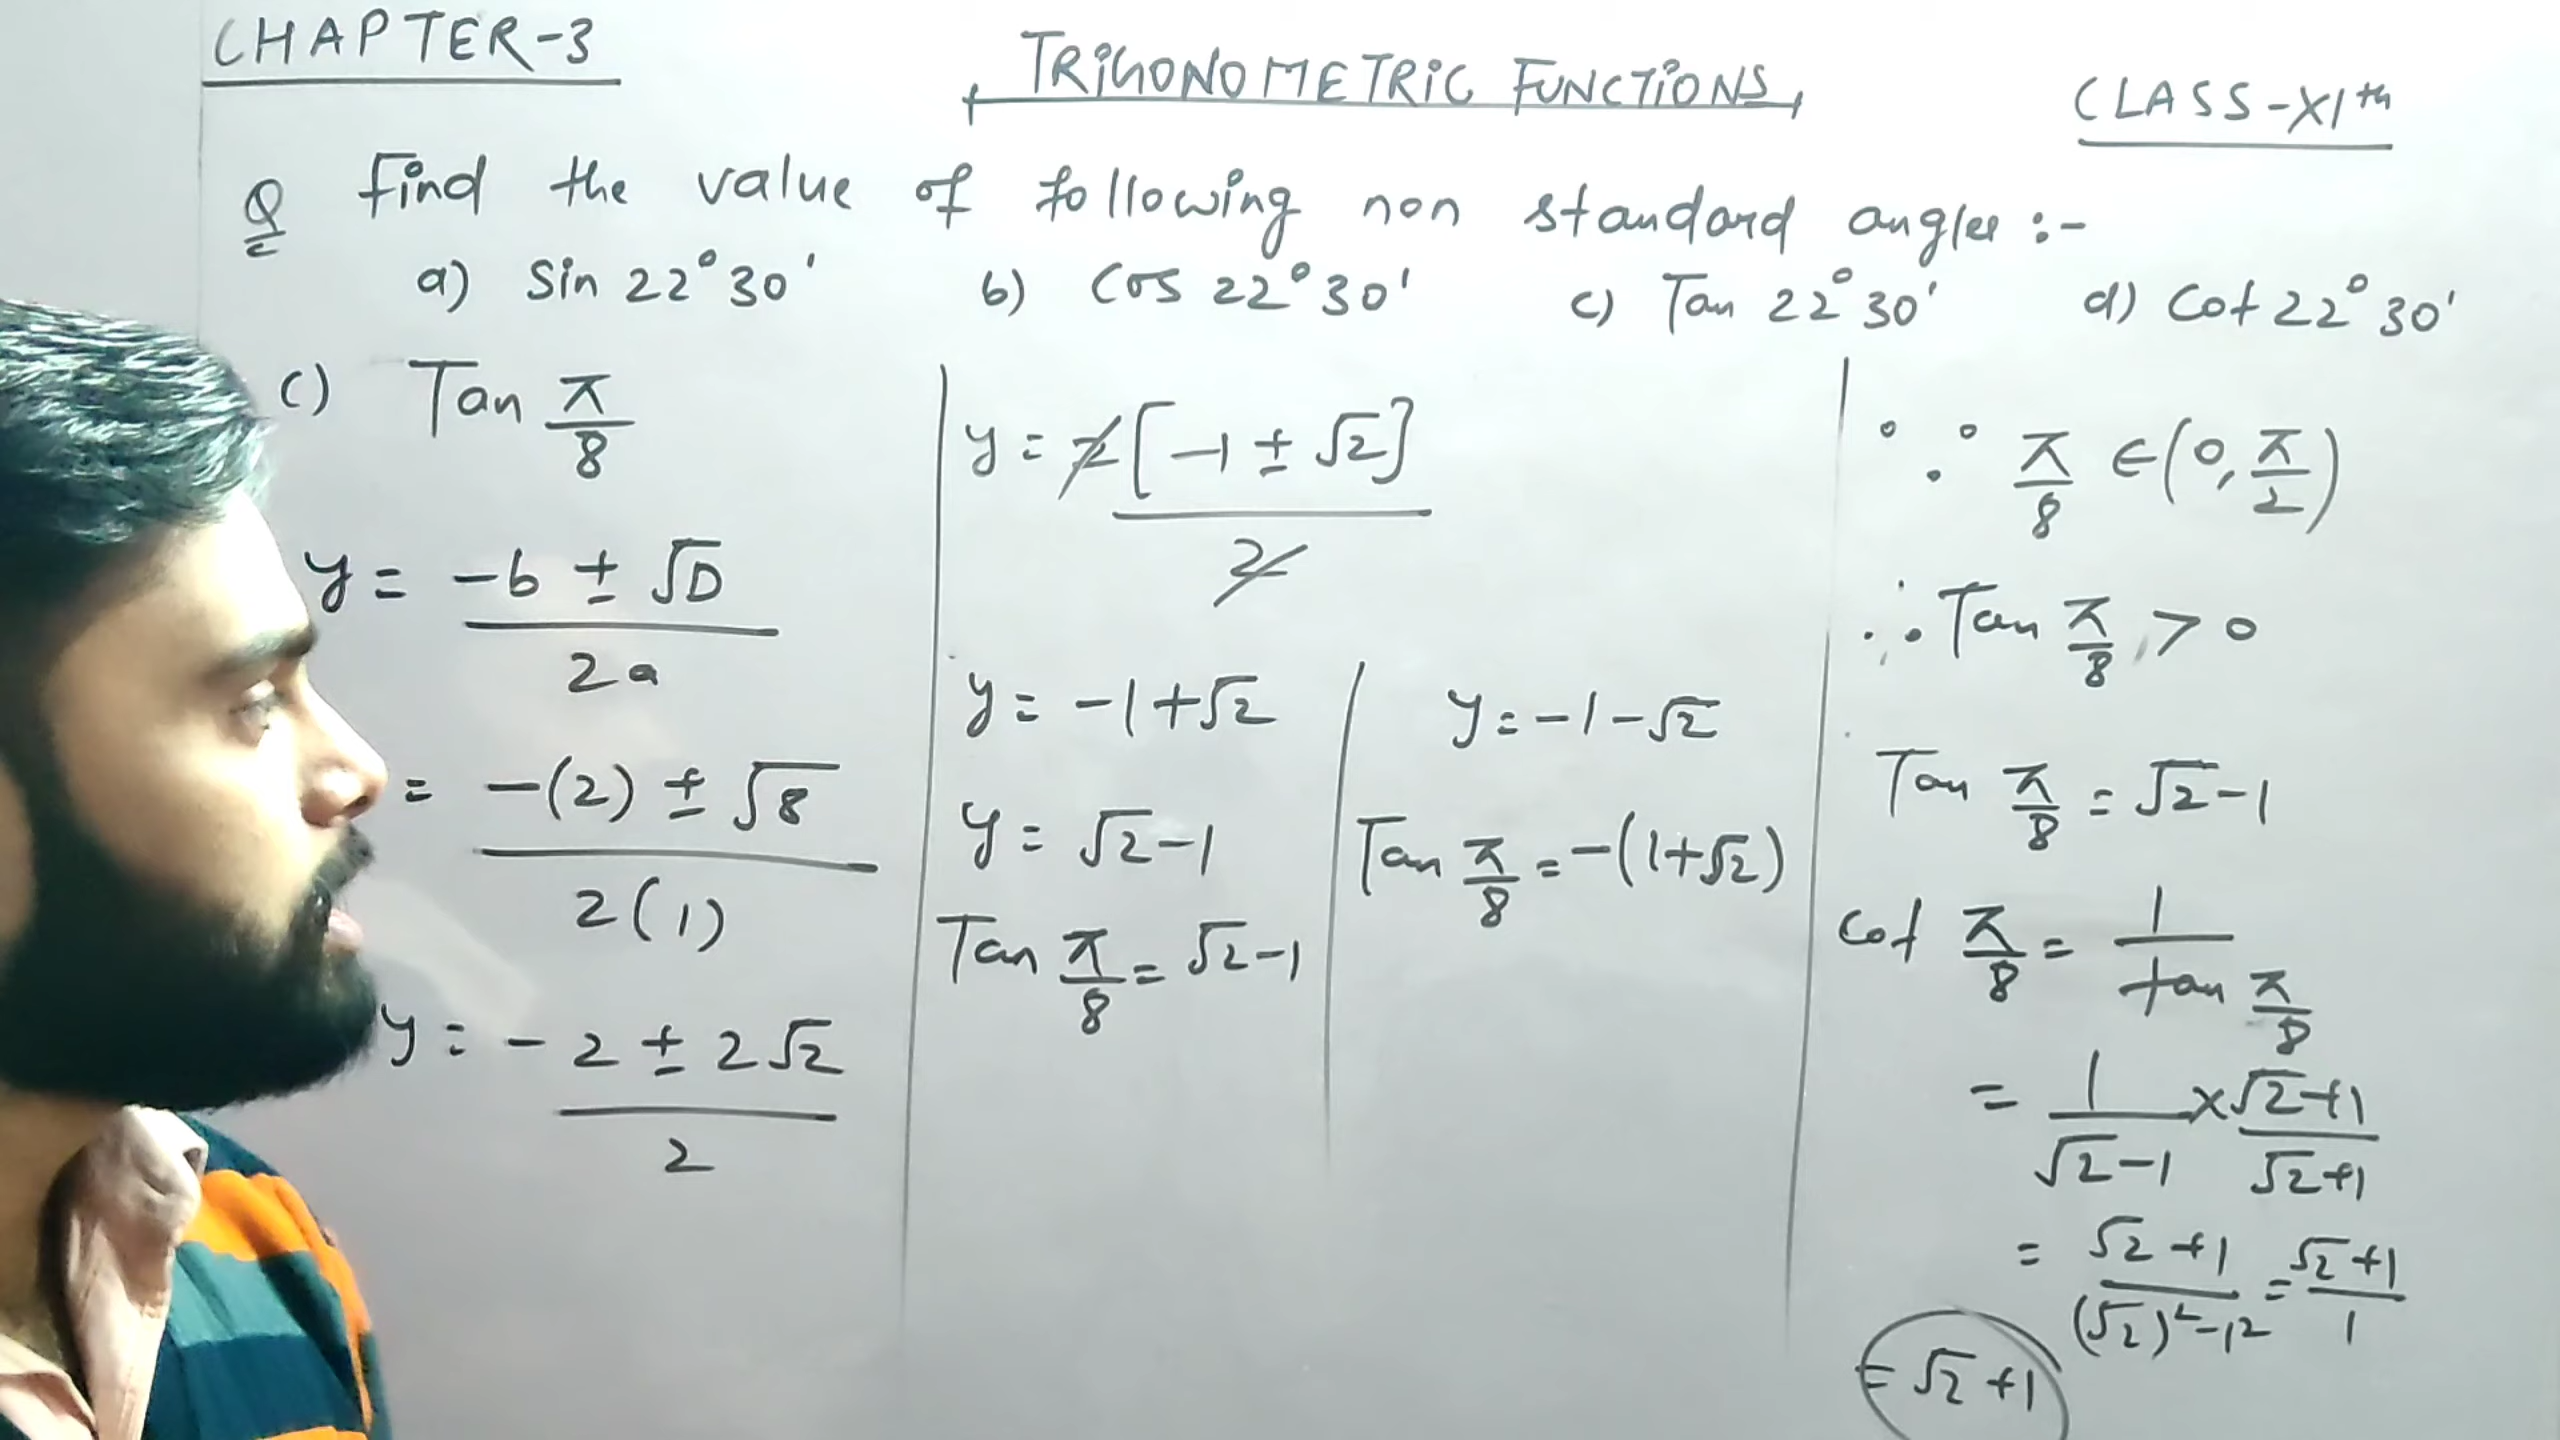 CHAPTER-3
TRIGONOMETRIC FUNCTIONS
CLASS-XIth
Q Find the value of following non standard angles :-
a) Sin 22°30' b) Cos 22°30' c) Tan 22°30' d) Cot 22°30'
c) Tan π/8
y = (-b ± √D)/2a
= (-(2) ± √8)/2(1)
y = - (2 ± 2√2)/2
y = 2[-1 ± √2]/2
y = -1+√2
y = √2-1
Tan π/8 = √2-1
y = -1-√2
Tan π/8 = -(1+√2)
∵ π/8 ∈ (0, π/2)
∴ Tan π/8 > 0
Tan π/8 = √2-1
Cot π/8 = 1/(tan π/8)
= 1/(√2-1) × (√2+1)/(√2+1)
= (√2+1)/((√2)²-1²) = (√2+1)/1
= √2+1